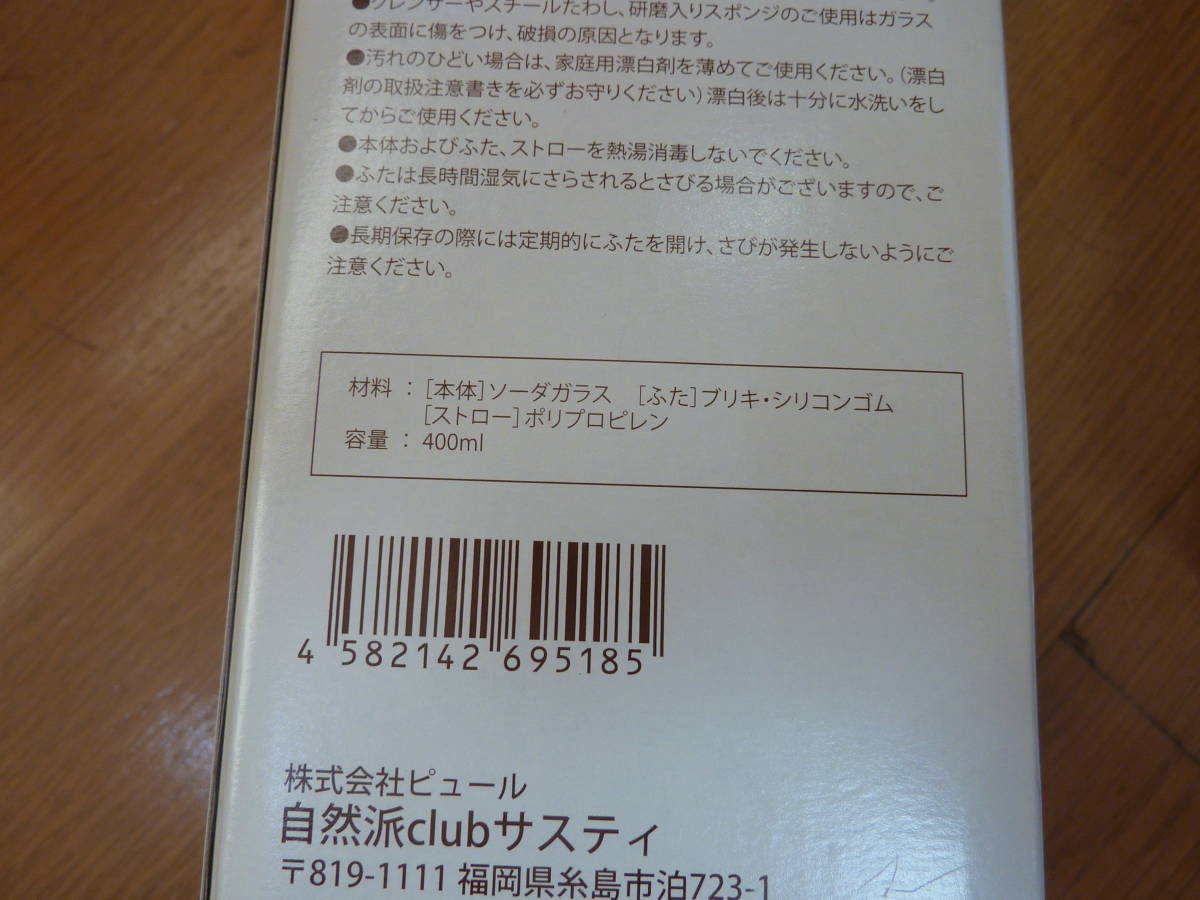 ●クレンザーやスチールたわし、研磨入りスポンジのご使用はガラス
の表面に傷をつけ、破損の原因となります。
●汚れのひどい場合は、家庭用漂白剤を薄めてご使用ください。（漂白
剤の取扱注意書きを必ずお守りください）漂白後は十分に水洗いをし
てからご使用ください。
●本体およびふた、ストローを熱湯消毒しないでください。
●ふたは長時間湿気にさらされるとさびる場合がございますので、ご
注意ください。
●長期保存の際には定期的にふたを開け、さびが発生しないようにご
注意ください。
材料 ： ［本体］ソーダガラス ［ふた］ブリキ・シリコンゴム
［ストロー］ポリプロピレン
容量 ： 400ml
4 582142 695185
株式会社ピュール
自然派clubサスティ
〒819-1111 福岡県糸島市泊723-1